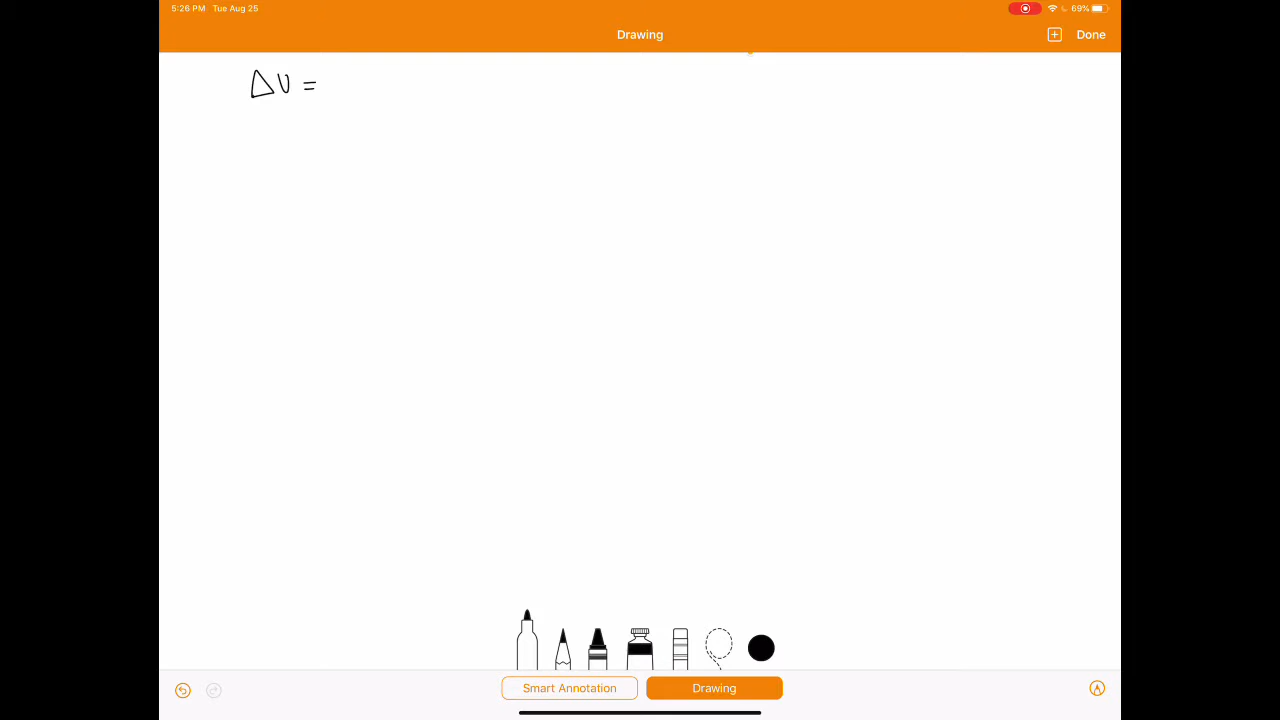 5:26 PM Tue Aug 25 69%
Drawing Done
ΔU =
Smart Annotation Drawing